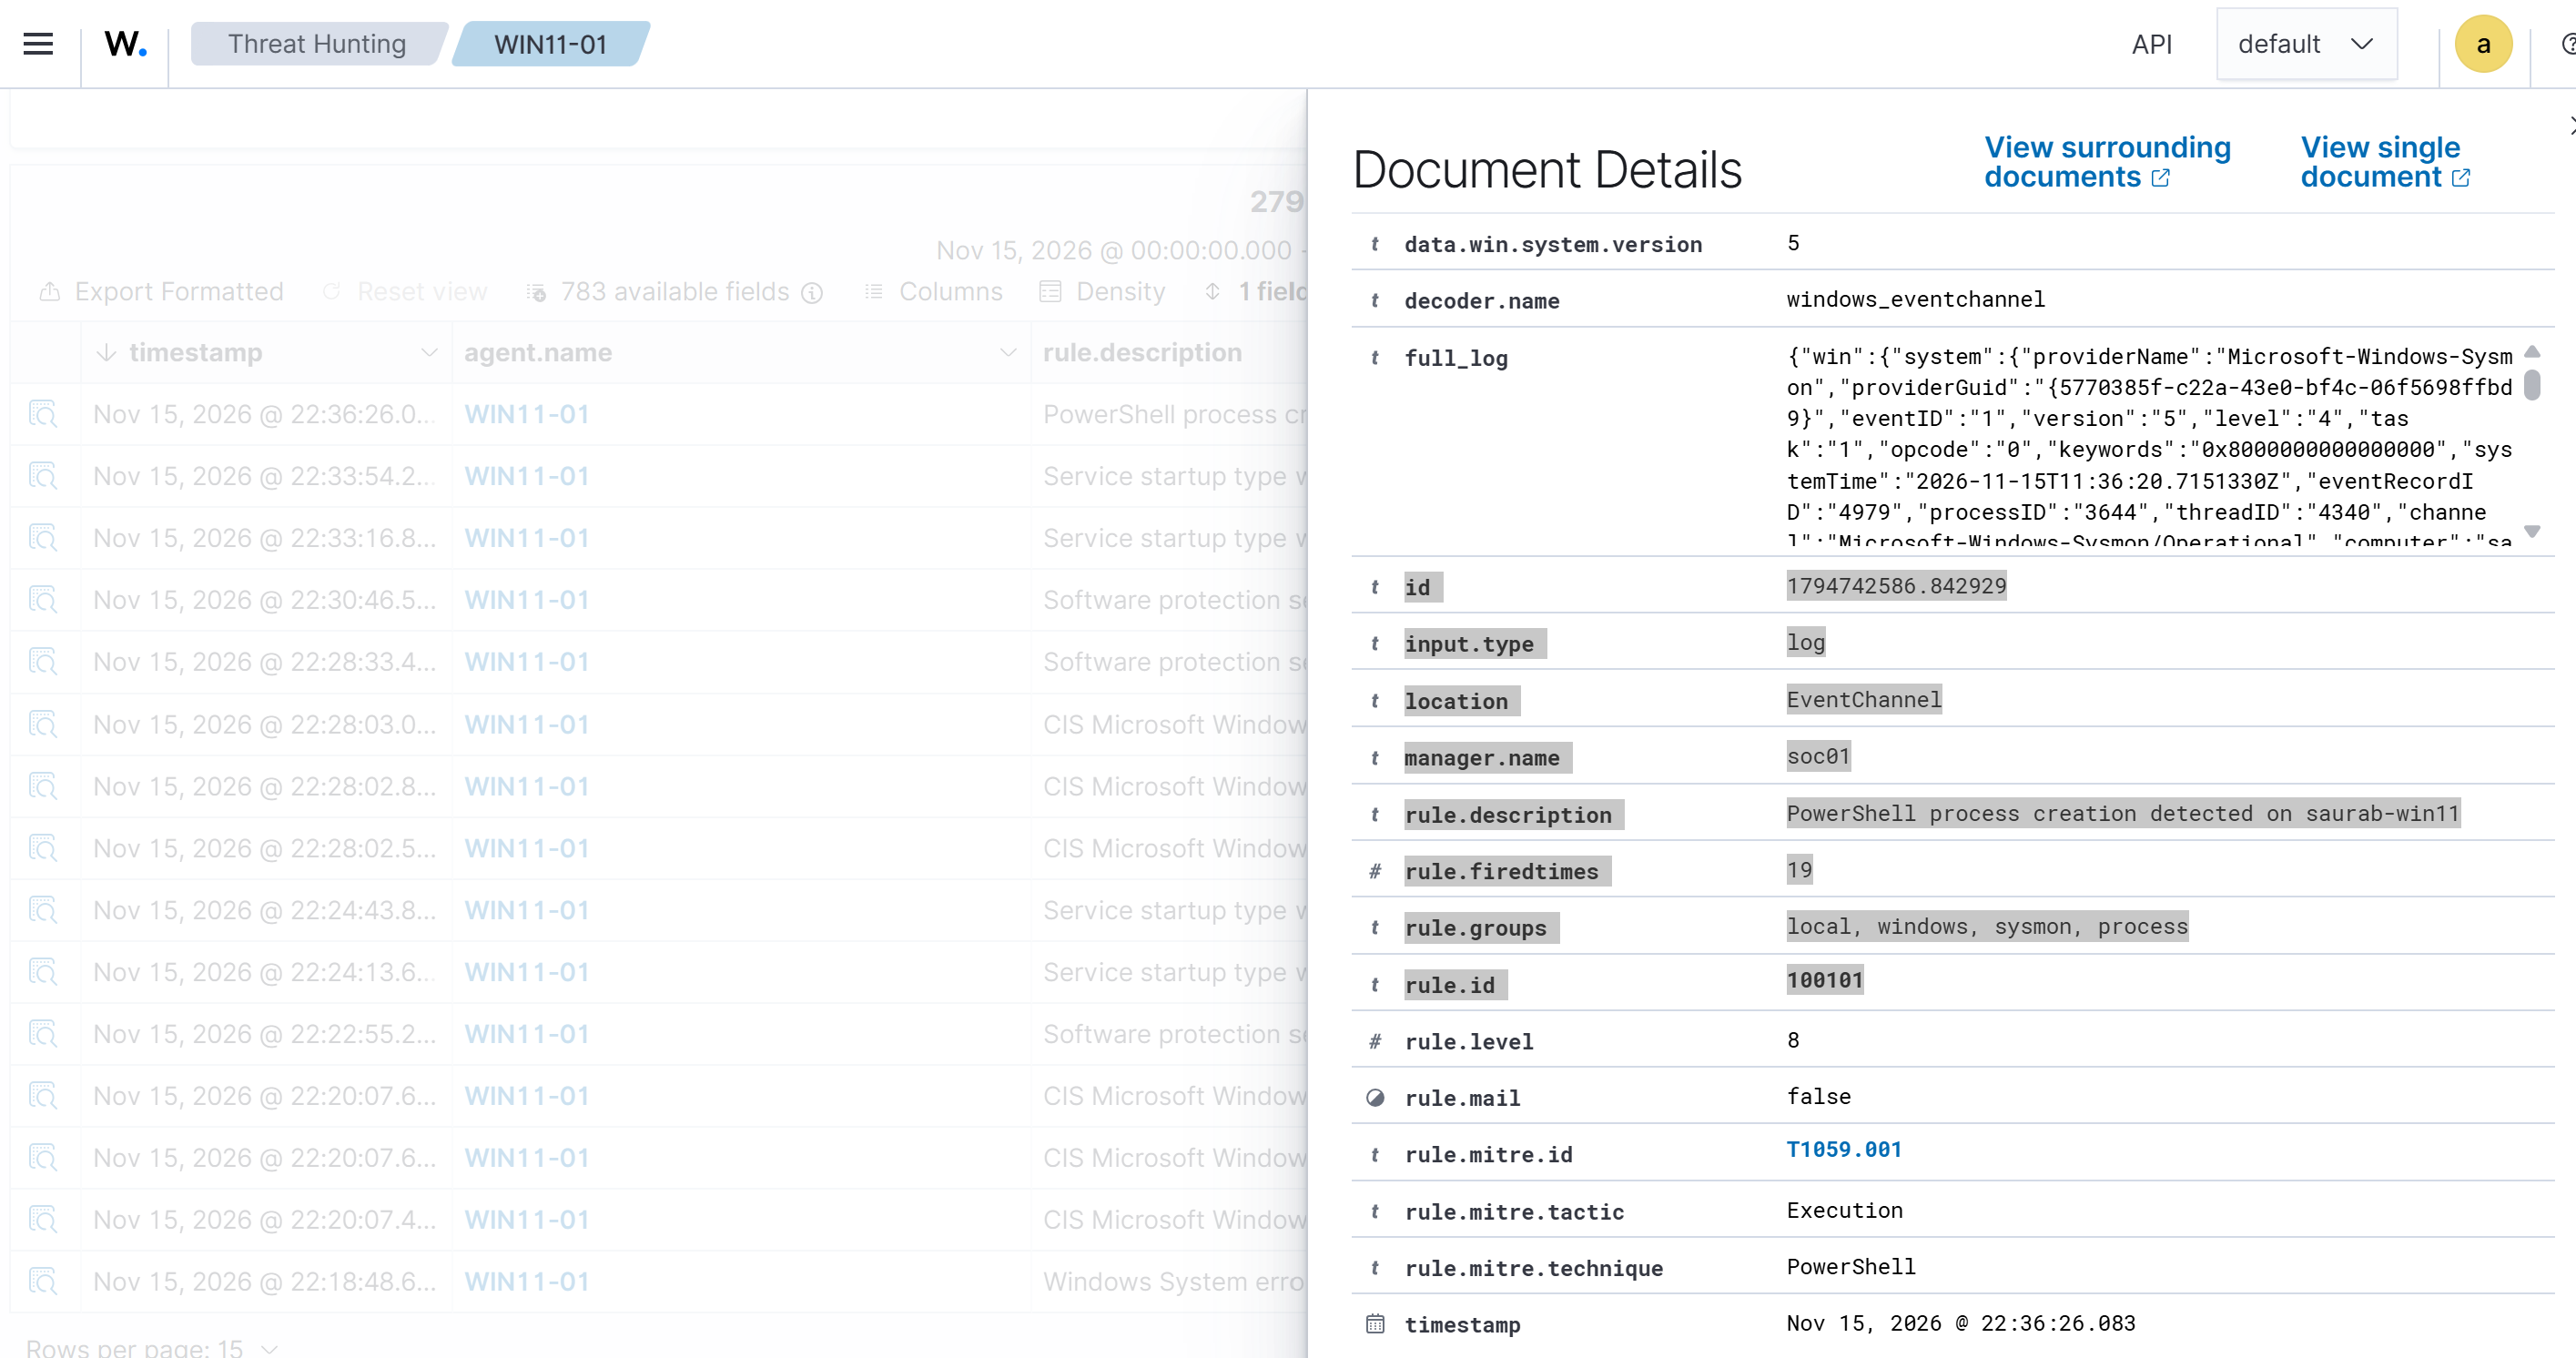 W.
Threat Hunting
WIN11-01
API
default
a
279
Nov 15, 2026 @ 00:00:00.000 -
Export Formatted
Reset view
783 available fields
Columns
Density
1 field
timestamp
agent.name
rule.description
Nov 15, 2026 @ 22:36:26.0... WIN11-01 PowerShell process cr
Nov 15, 2026 @ 22:33:54.2... WIN11-01 Service startup type w
Nov 15, 2026 @ 22:33:16.8... WIN11-01 Service startup type w
Nov 15, 2026 @ 22:30:46.5... WIN11-01 Software protection se
Nov 15, 2026 @ 22:28:33.4... WIN11-01 Software protection se
Nov 15, 2026 @ 22:28:03.0... WIN11-01 CIS Microsoft Window
Nov 15, 2026 @ 22:28:02.8... WIN11-01 CIS Microsoft Window
Nov 15, 2026 @ 22:28:02.5... WIN11-01 CIS Microsoft Window
Nov 15, 2026 @ 22:24:43.8... WIN11-01 Service startup type w
Nov 15, 2026 @ 22:24:13.6... WIN11-01 Service startup type w
Nov 15, 2026 @ 22:22:55.2... WIN11-01 Software protection se
Nov 15, 2026 @ 22:20:07.6... WIN11-01 CIS Microsoft Window
Nov 15, 2026 @ 22:20:07.6... WIN11-01 CIS Microsoft Window
Nov 15, 2026 @ 22:20:07.4... WIN11-01 CIS Microsoft Window
Nov 15, 2026 @ 22:18:48.6... WIN11-01 Windows System erro
Rows per page: 15
Document Details
View surrounding
documents
View single
document
t data.win.system.version 5
t decoder.name windows_eventchannel
t full_log {"win":{"system":{"providerName":"Microsoft-Windows-Sysm
on","providerGuid":"{5770385f-c22a-43e0-bf4c-06f5698ffbd
9}","eventID":"1","version":"5","level":"4","tas
k":"1","opcode":"0","keywords":"0x8000000000000000","sys
temTime":"2026-11-15T11:36:20.7151330Z","eventRecordI
D":"4979","processID":"3644","threadID":"4340","channe
l":"Microsoft-Windows-Sysmon/Operational","computer":"sa
t id 1794742586.842929
t input.type log
t location EventChannel
t manager.name soc01
t rule.description PowerShell process creation detected on saurab-win11
# rule.firedtimes 19
t rule.groups local, windows, sysmon, process
t rule.id 100101
# rule.level 8
rule.mail false
t rule.mitre.id T1059.001
t rule.mitre.tactic Execution
t rule.mitre.technique PowerShell
timestamp Nov 15, 2026 @ 22:36:26.083